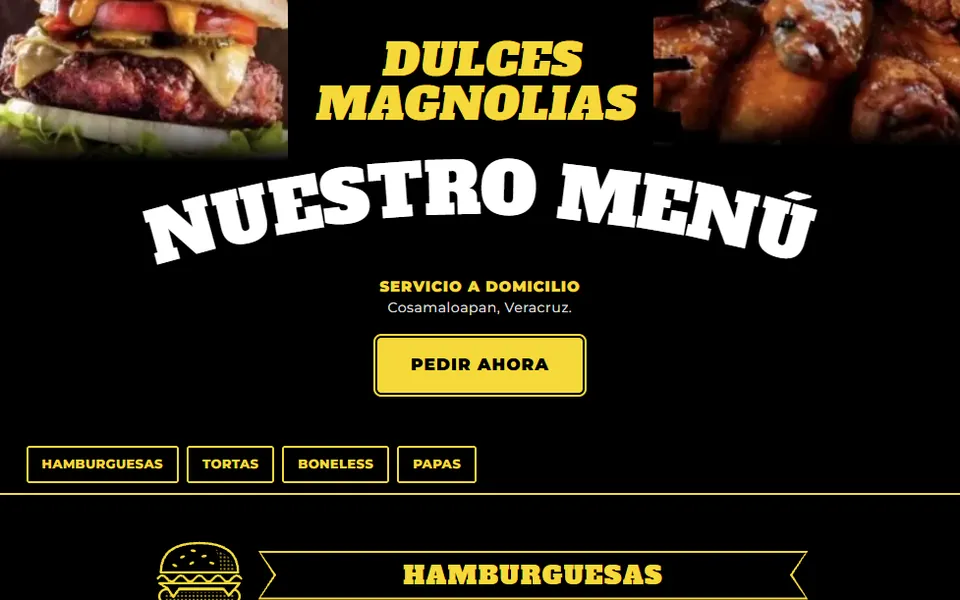 DULCES
MAGNOLIAS
NUESTRO MENÚ
SERVICIO A DOMICILIO
Cosamaloapan, Veracruz.
PEDIR AHORA
HAMBURGUESAS
TORTAS
BONELESS
PAPAS
HAMBURGUESAS